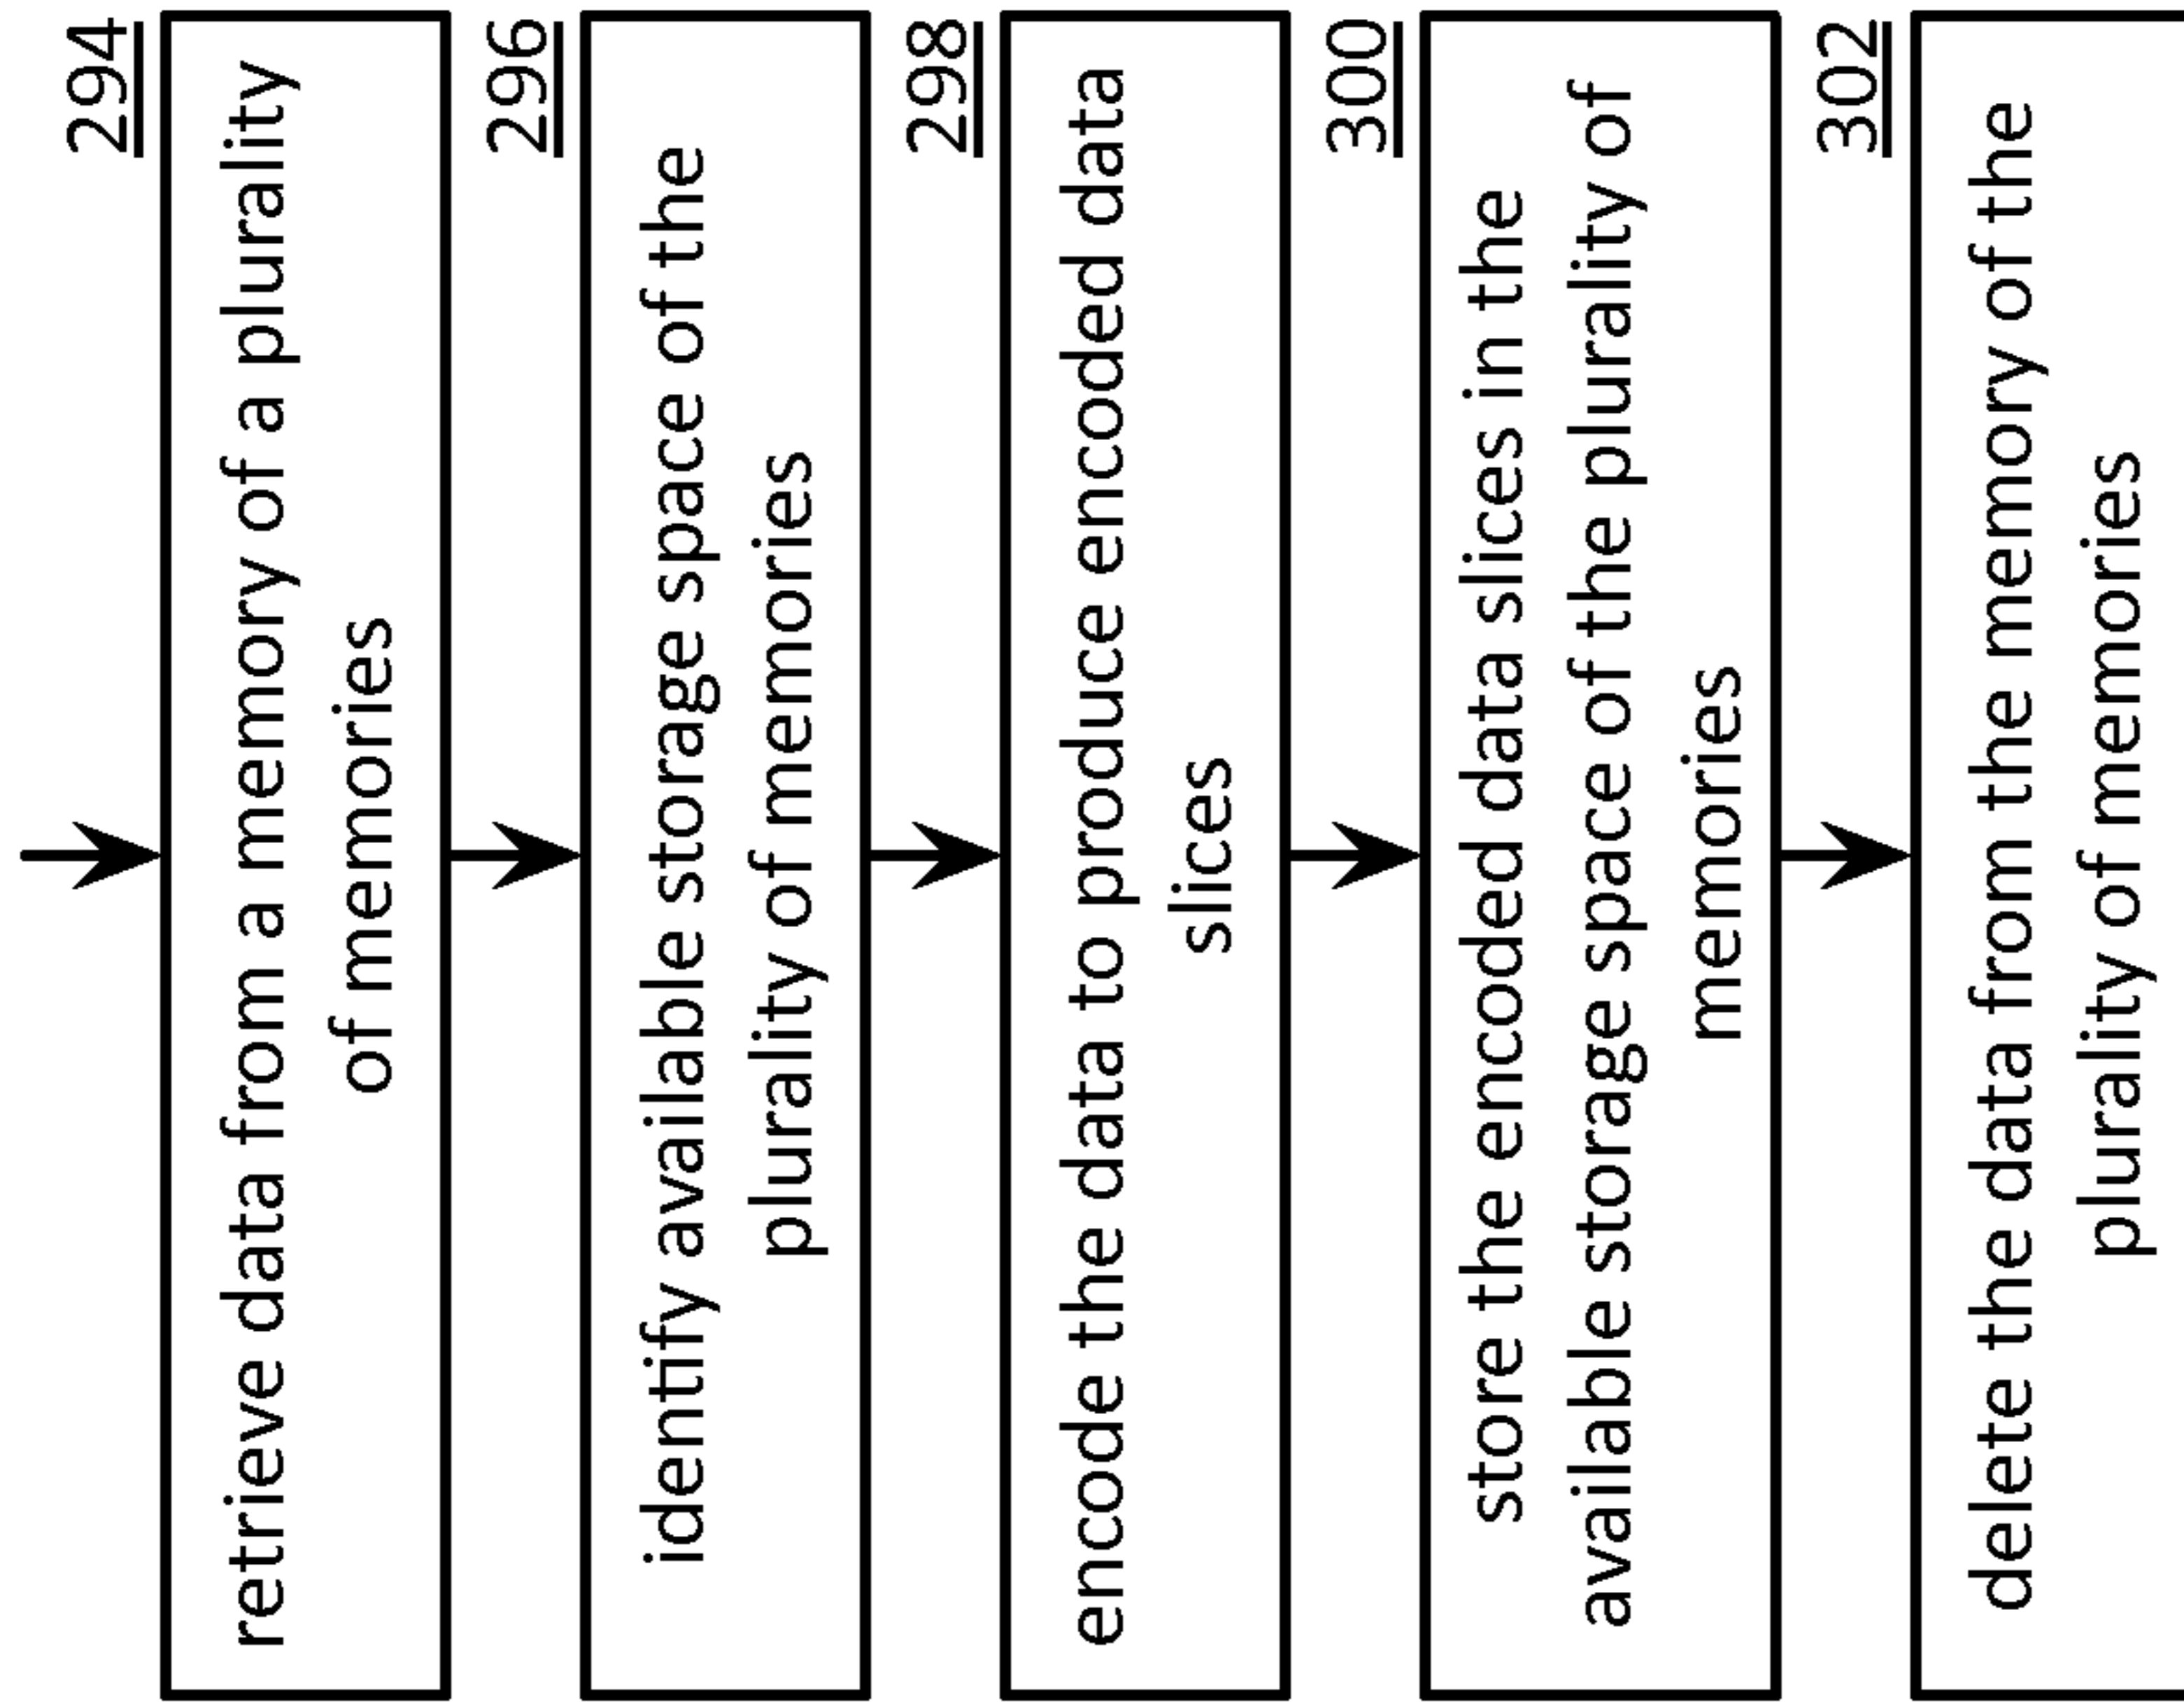 294
retrieve data from a memory of a plurality
of memories
296
identify available storage space of the
plurality of memories
298
encode the data to produce encoded data
slices
300
store the encoded data slices in the
available storage space of the plurality of
memories
302
delete the data from the memory of the
plurality of memories